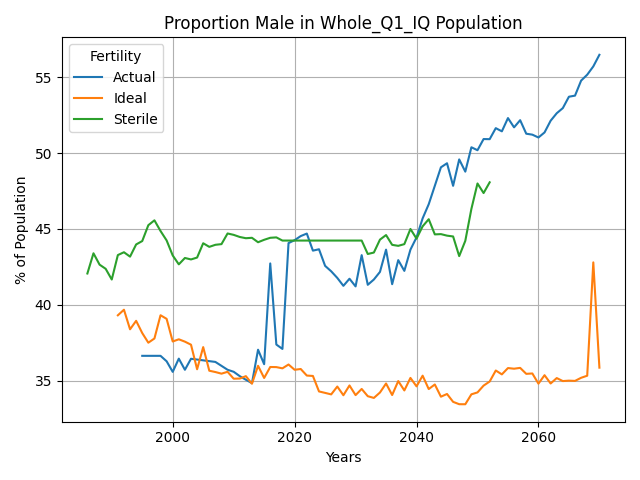 Proportion Male in Whole_Q1_IQ Population
Fertility
Actual
Ideal
Sterile
% of Population
55
50
45
40
35
2000
2020
2040
2060
Years